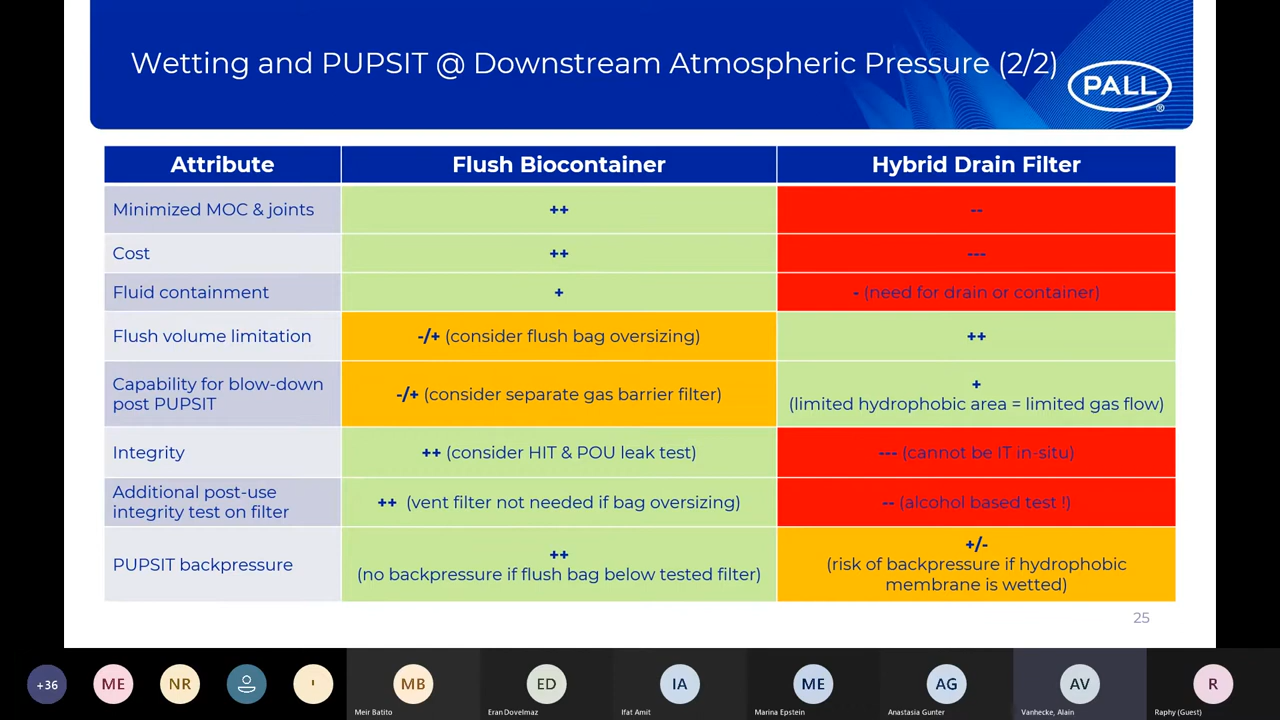 Wetting and PUPSIT @ Downstream Atmospheric Pressure (2/2)
PALL
®
Attribute
Flush Biocontainer
Hybrid Drain Filter
Minimized MOC & joints
++
--
Cost
++
---
Fluid containment
+
- (need for drain or container)
Flush volume limitation
-/+ (consider flush bag oversizing)
++
Capability for blow-down
post PUPSIT
-/+ (consider separate gas barrier filter)
+
(limited hydrophobic area = limited gas flow)
Integrity
++ (consider HIT & POU leak test)
--- (cannot be IT in-situ)
Additional post-use
integrity test on filter
++ (vent filter not needed if bag oversizing)
-- (alcohol based test !)
PUPSIT backpressure
++
(no backpressure if flush bag below tested filter)
+/-
(risk of backpressure if hydrophobic
membrane is wetted)
25
+36
ME
NR
'
MB
Meir Batito
ED
Eran Dovelmaz
IA
Ifat Amit
ME
Marina Epstein
AG
Anastasia Gunter
AV
Vanhecke, Alain
R
Raphy (Guest)